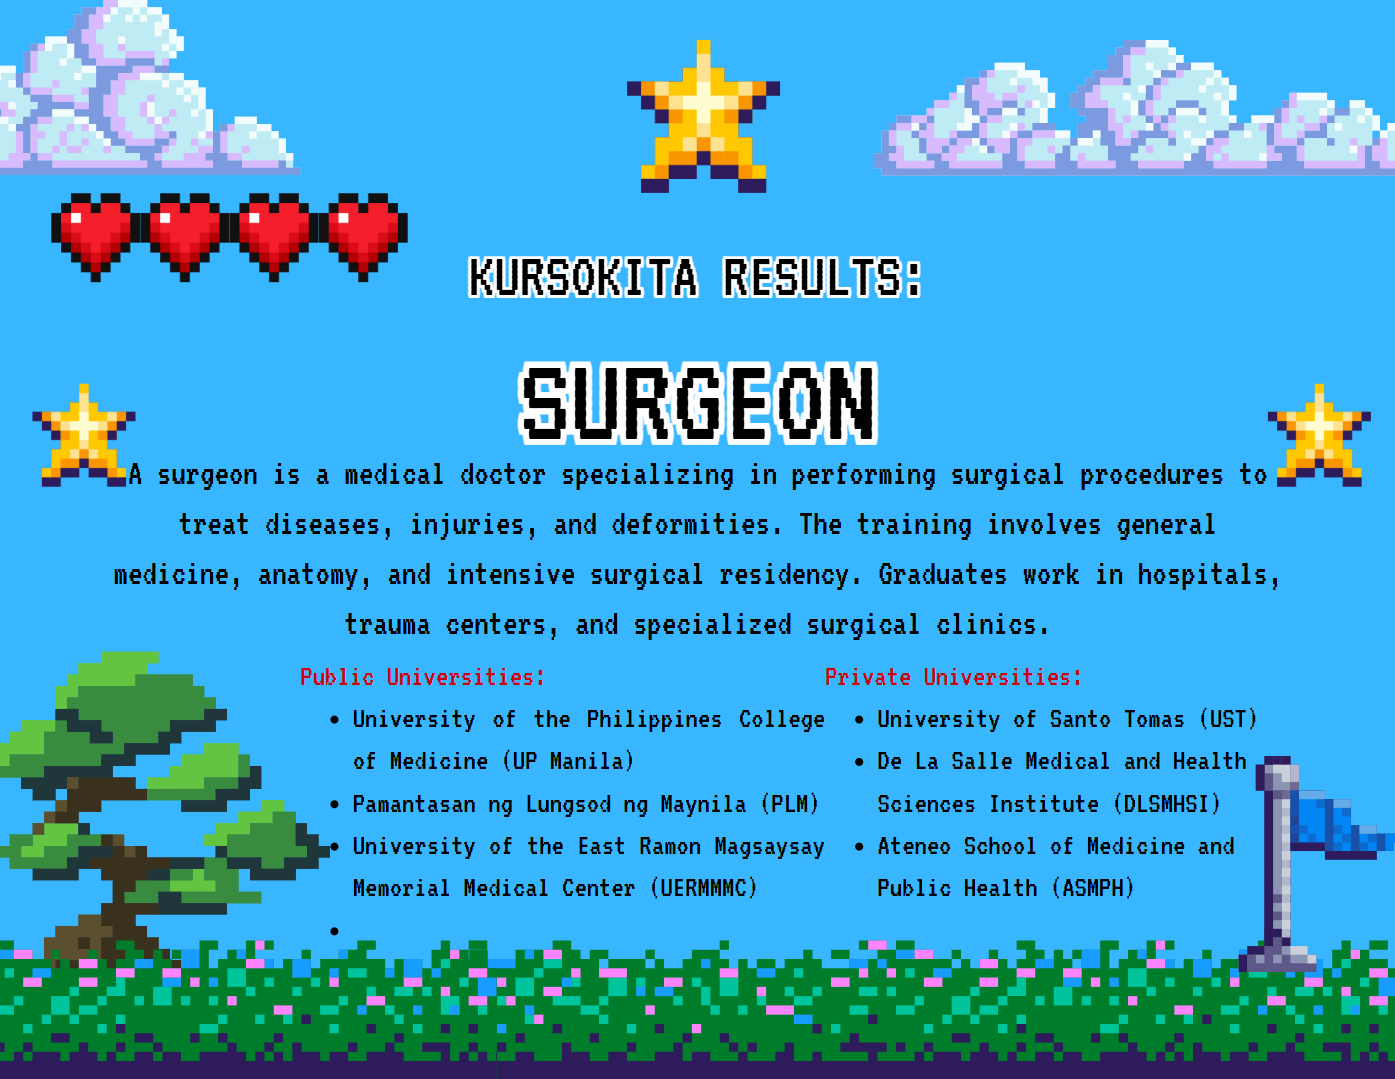 KURSOKITA RESULTS:
SURGEON
A surgeon is a medical doctor specializing in performing surgical procedures to
treat diseases, injuries, and deformities. The training involves general
medicine, anatomy, and intensive surgical residency. Graduates work in hospitals,
trauma centers, and specialized surgical clinics.
Public Universities:
• University of the Philippines College
of Medicine (UP Manila)
• Pamantasan ng Lungsod ng Maynila (PLM)
• University of the East Ramon Magsaysay
Memorial Medical Center (UERMMMC)
•
Private Universities:
• University of Santo Tomas (UST)
• De La Salle Medical and Health
Sciences Institute (DLSMHSI)
• Ateneo School of Medicine and
Public Health (ASMPH)